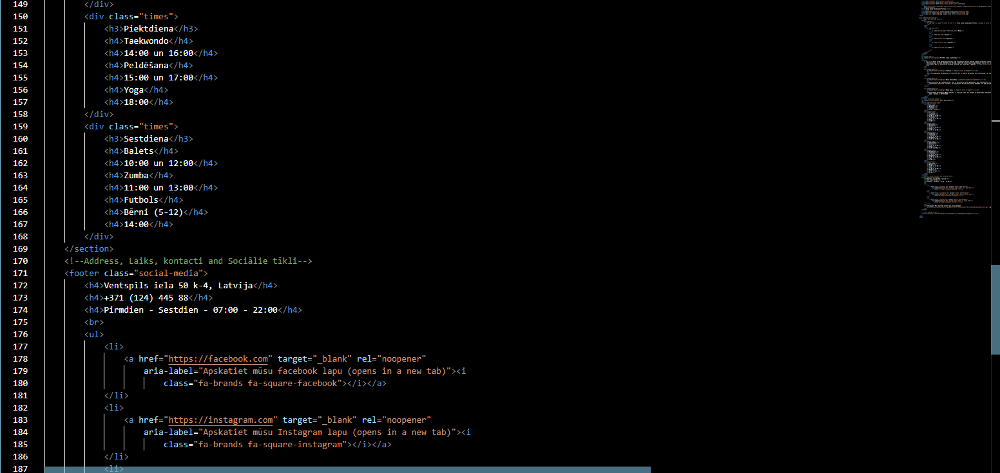 149 </div>
150 <div class="times">
151 <h3>Piektdiena</h3>
152 <h4>Taekwondo</h4>
153 <h4>14:00 un 16:00</h4>
154 <h4>Peldēšana</h4>
155 <h4>15:00 un 17:00</h4>
156 <h4>Yoga</h4>
157 <h4>18:00</h4>
158 </div>
159 <div class="times">
160 <h3>Sestdiena</h3>
161 <h4>Balets</h4>
162 <h4>10:00 un 12:00</h4>
163 <h4>Zumba</h4>
164 <h4>11:00 un 13:00</h4>
165 <h4>Futbols</h4>
166 <h4>Bērni (5-12)</h4>
167 <h4>14:00</h4>
168 </div>
169 </section>
170 <!--Address, Laiks, kontacti and Sociālie tīkli-->
171 <footer class="social-media">
172 <h4>Ventspils iela 50 k-4, Latvija</h4>
173 <h4>+371 (124) 445 88</h4>
174 <h4>Pirmdien - Sestdien - 07:00 - 22:00</h4>
175 <br>
176 <ul>
177 <li>
178 <a href="https://facebook.com" target="_blank" rel="noopener"
179 aria-label="Apskatiet mūsu facebook lapu (opens in a new tab)"><i
180 class="fa-brands fa-square-facebook"></i></a>
181 </li>
182 <li>
183 <a href="https://instagram.com" target="_blank" rel="noopener"
184 aria-label="Apskatiet mūsu Instagram lapu (opens in a new tab)"><i
185 class="fa-brands fa-square-instagram"></i></a>
186 </li>
187 <li>